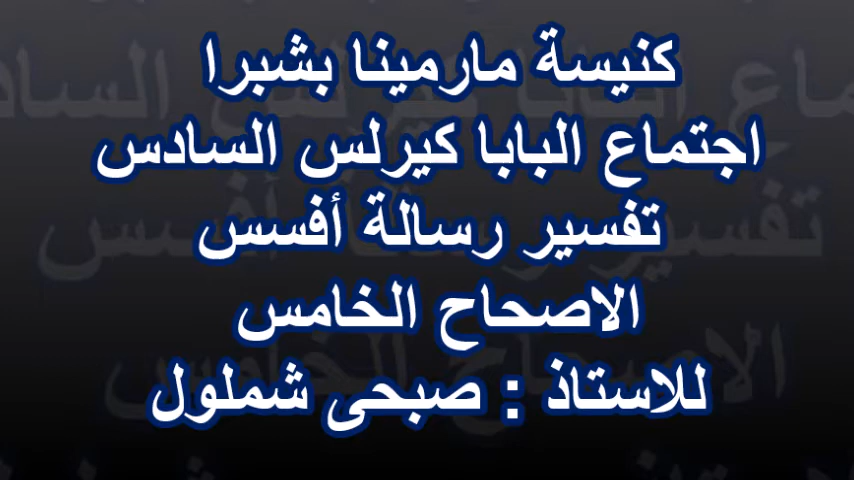 كنيسة مارمينا بشبرا
اجتماع البابا كيرلس السادس
تفسير رسالة أفسس
الاصحاح الخامس
للاستاذ : صبحى شملول